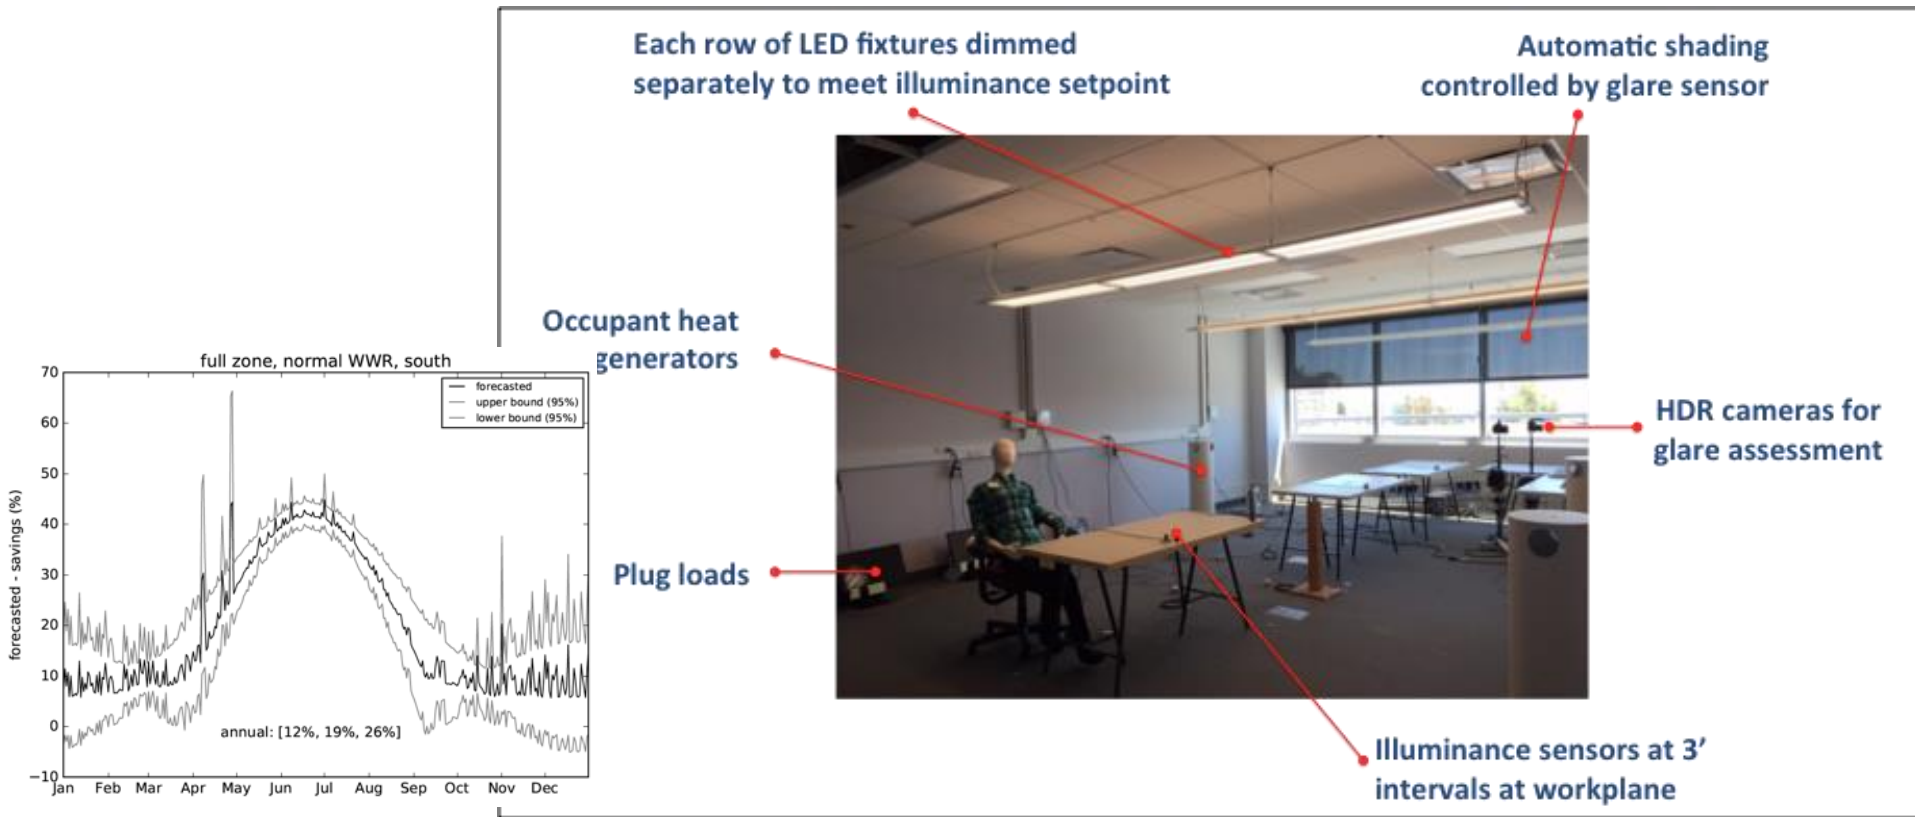 Each row of LED fixtures dimmed
separately to meet illuminance setpoint
Automatic shading
controlled by glare sensor
Occupant heat
generators
HDR cameras for
glare assessment
Plug loads
Illuminance sensors at 3’
intervals at workplane
full zone, normal WWR, south
forecasted
upper bound (95%)
lower bound (95%)
forecasted - savings (%)
70
60
50
40
30
20
10
0
−10
annual: [12%, 19%, 26%]
Jan Feb Mar Apr May Jun Jul Aug Sep Oct Nov Dec